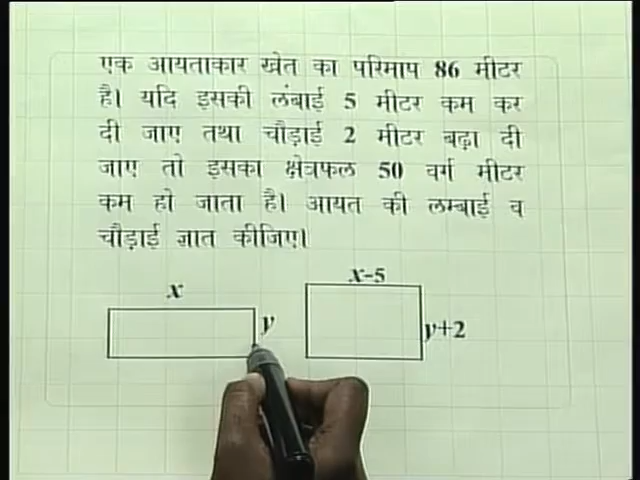 एक आयताकार खेत का परिमाप 86 मीटर
है। यदि इसकी लंबाई 5 मीटर कम कर
दी जाए तथा चौड़ाई 2 मीटर बढ़ा दी
जाए तो इसका क्षेत्रफल 50 वर्ग मीटर
कम हो जाता है। आयत की लम्बाई व
चौड़ाई ज्ञात कीजिए।
x
y
x-5
y+2